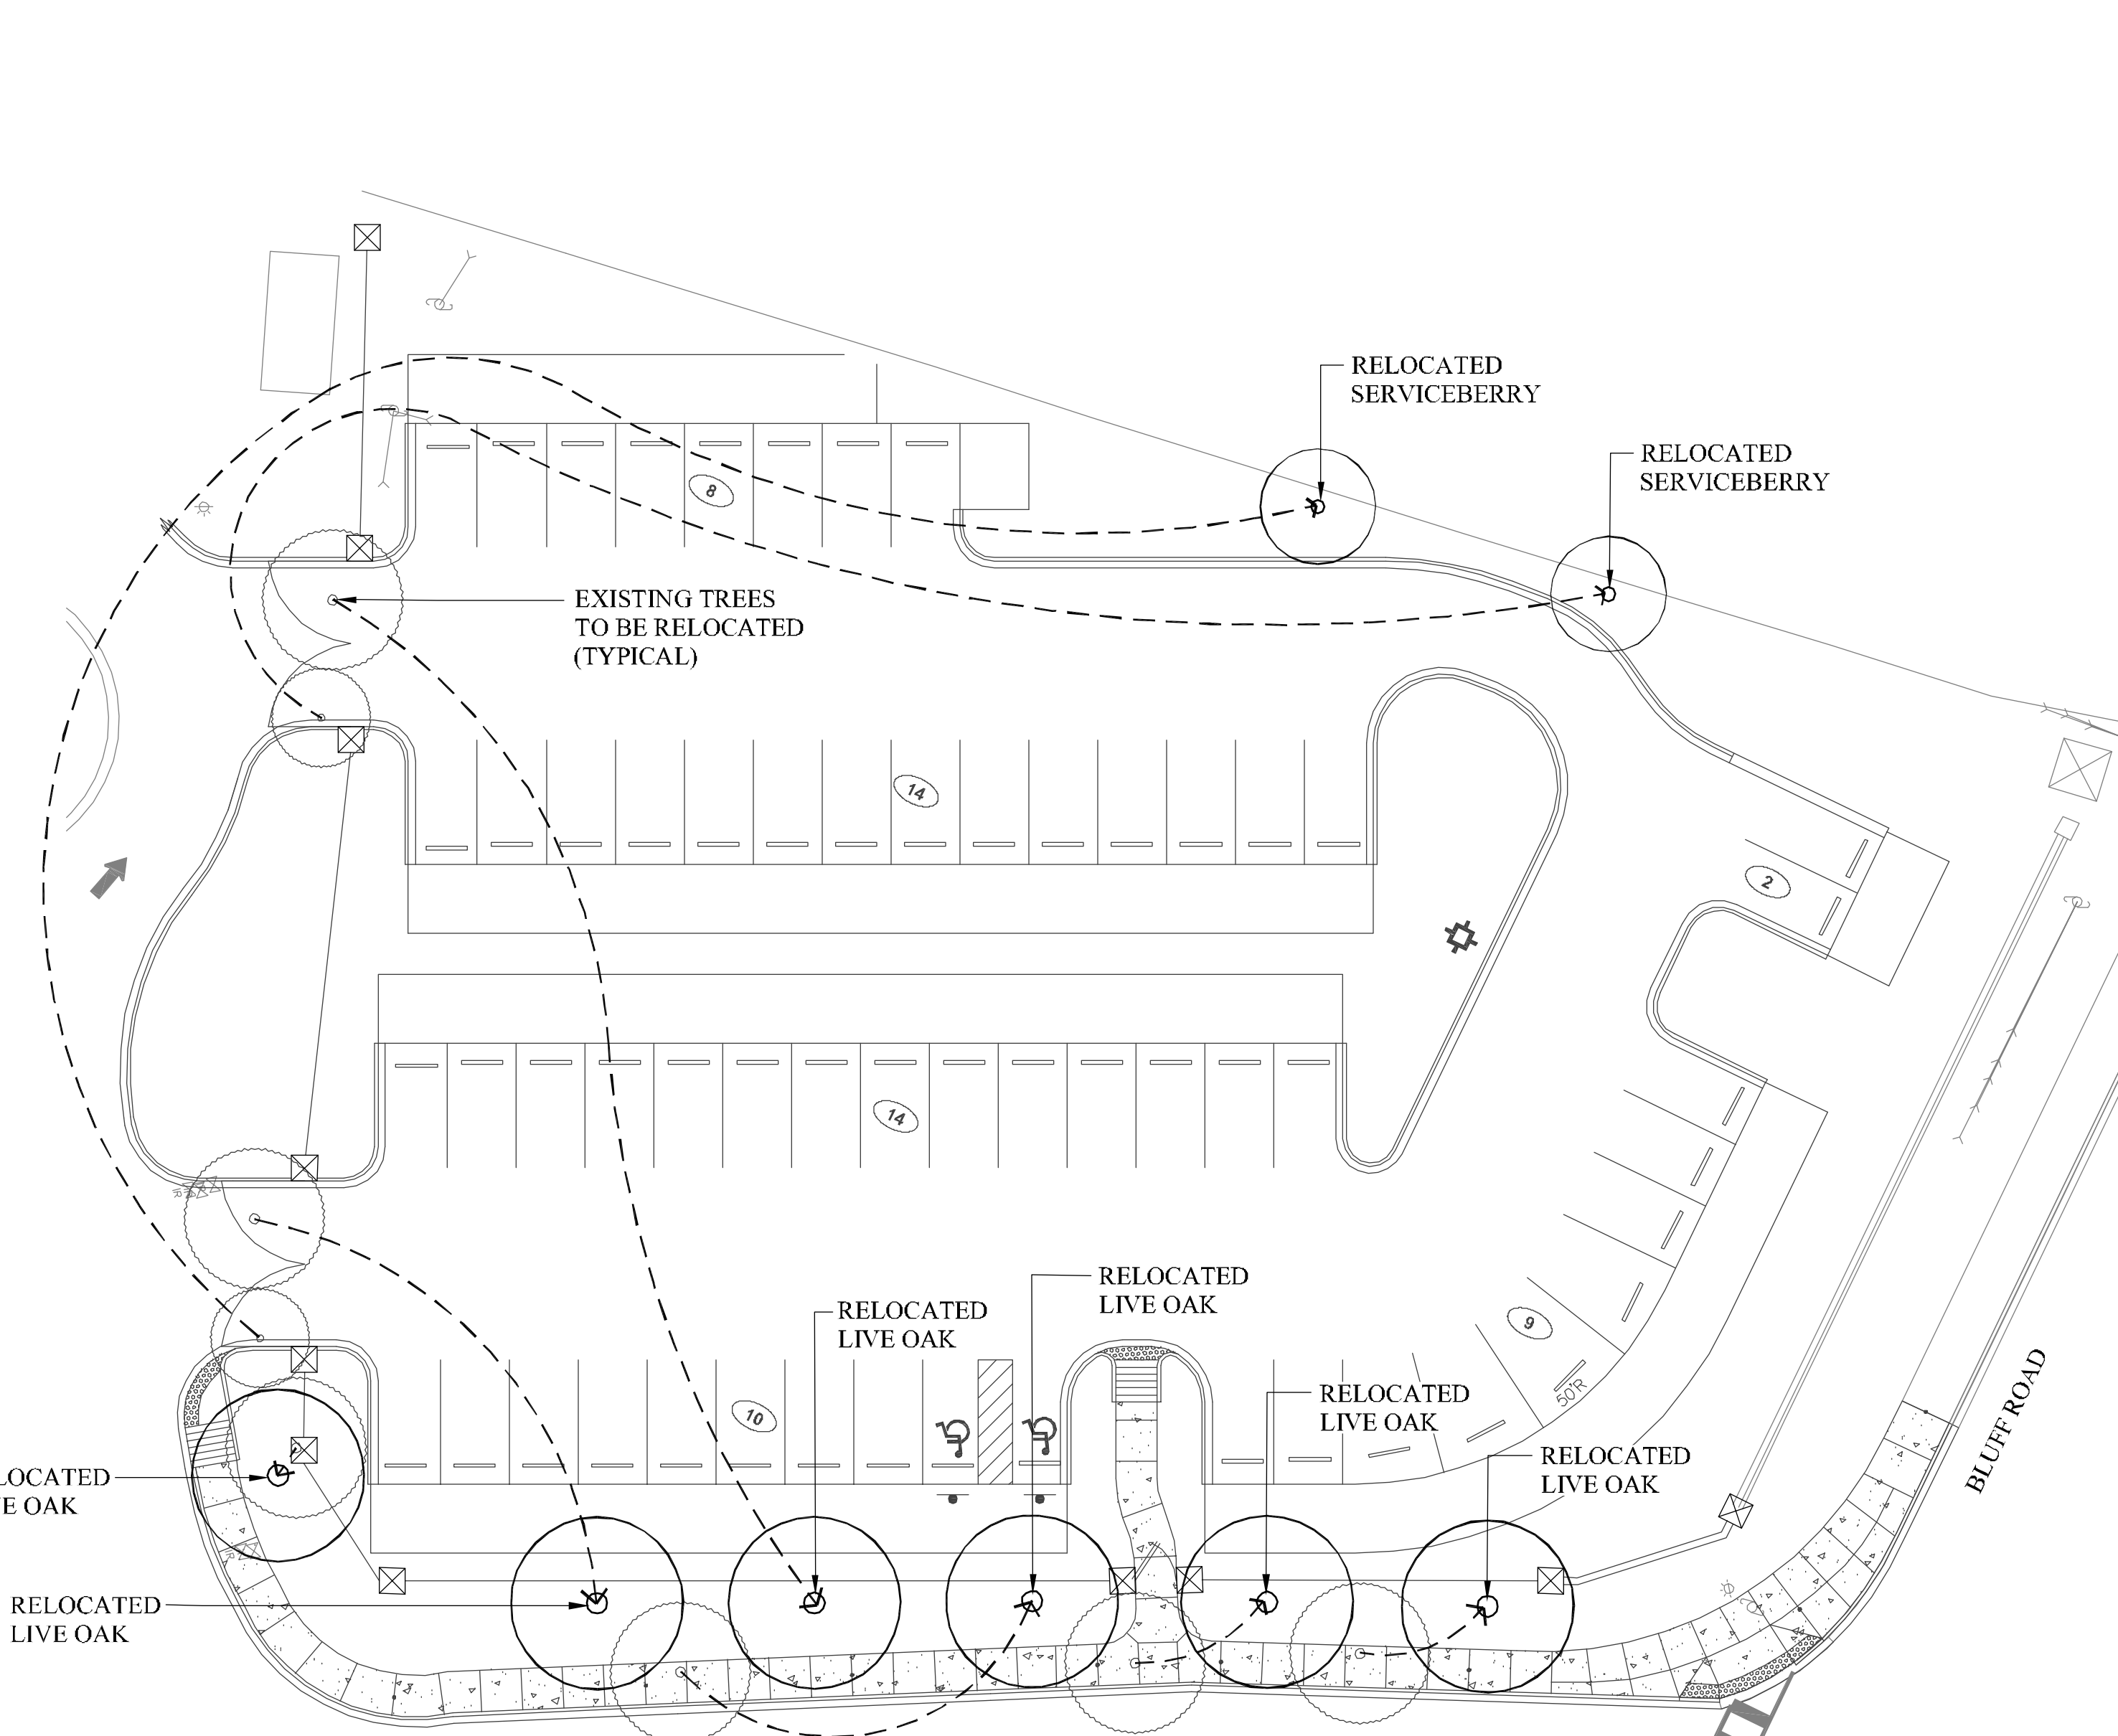 RELOCATED
SERVICEBERRY
RELOCATED
SERVICEBERRY
8
EXISTING TREES
TO BE RELOCATED
(TYPICAL)
14
2
14
RELOCATED
LIVE OAK
RELOCATED
LIVE OAK
9
50'R
BLUFF ROAD
10
RELOCATED
LIVE OAK
RELOCATED
LIVE OAK
LOCATED
E OAK
RELOCATED
LIVE OAK